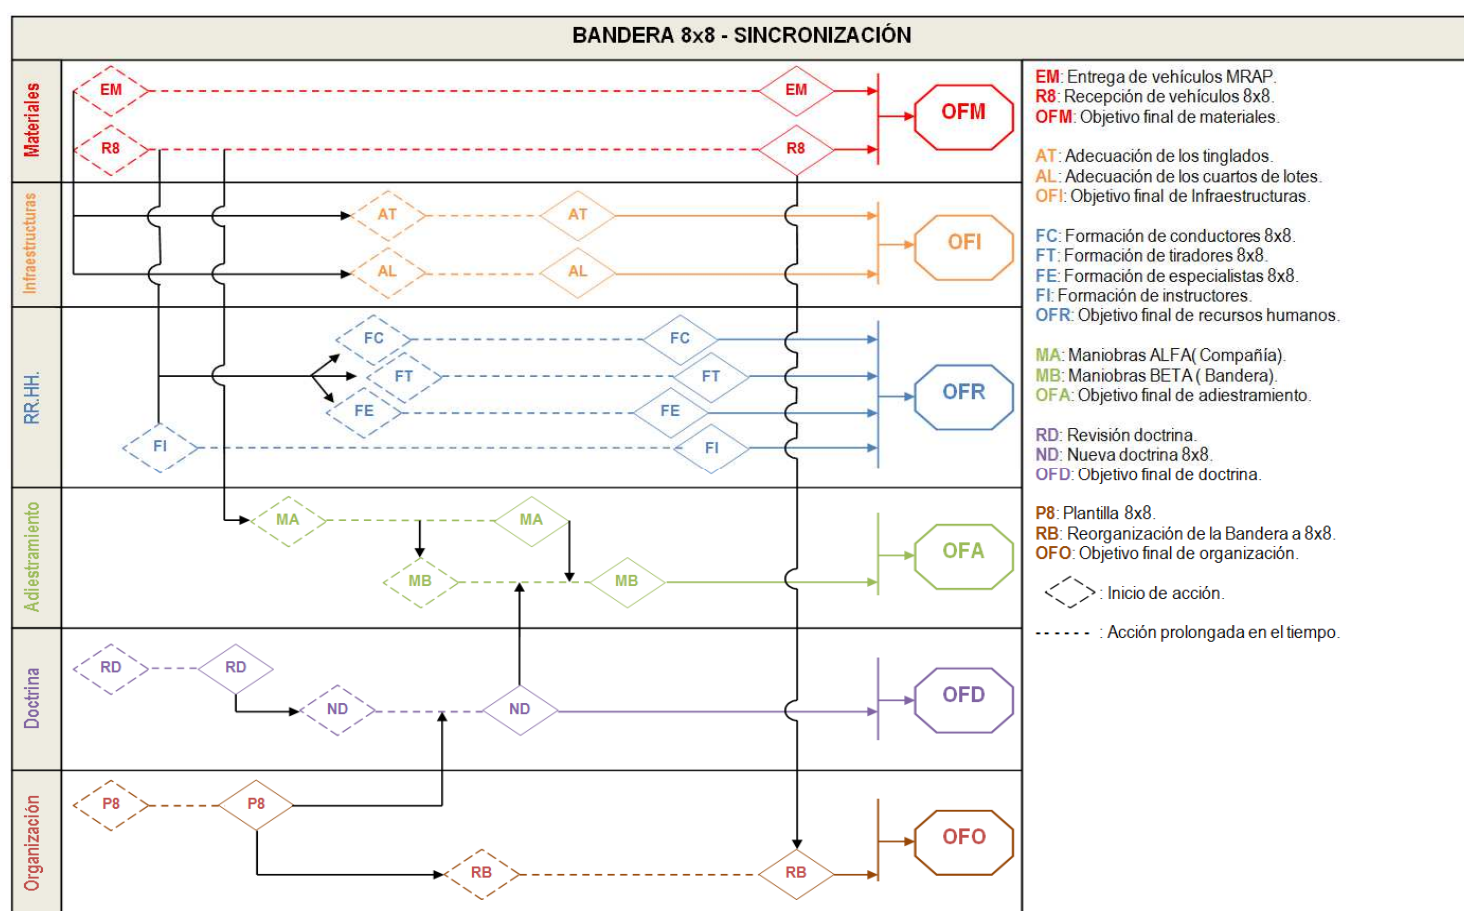 BANDERA 8x8 - SINCRONIZACIÓN
Materiales
EM
EM
OFM
R8
R8
Infraestructuras
AT
AT
OFI
AL
AL
RR.HH.
FC
FC
FT
FT
OFR
FE
FE
FI
FI
Adiestramiento
MA
MA
OFA
MB
MB
Doctrina
RD
RD
OFD
ND
ND
Organización
P8
P8
OFO
RB
RB
EM: Entrega de vehículos MRAP.
R8: Recepción de vehículos 8x8.
OFM: Objetivo final de materiales.
AT: Adecuación de los tinglados.
AL: Adecuación de los cuartos de lotes.
OFI: Objetivo final de Infraestructuras.
FC: Formación de conductores 8x8.
FT: Formación de tiradores 8x8.
FE: Formación de especialistas 8x8.
FI: Formación de instructores.
OFR: Objetivo final de recursos humanos.
MA: Maniobras ALFA( Compañía).
MB: Maniobras BETA ( Bandera).
OFA: Objetivo final de adiestramiento.
RD: Revisión doctrina.
ND: Nueva doctrina 8x8.
OFD: Objetivo final de doctrina.
P8: Plantilla 8x8.
RB: Reorganización de la Bandera a 8x8.
OFO: Objetivo final de organización.
: Inicio de acción.
: Acción prolongada en el tiempo.